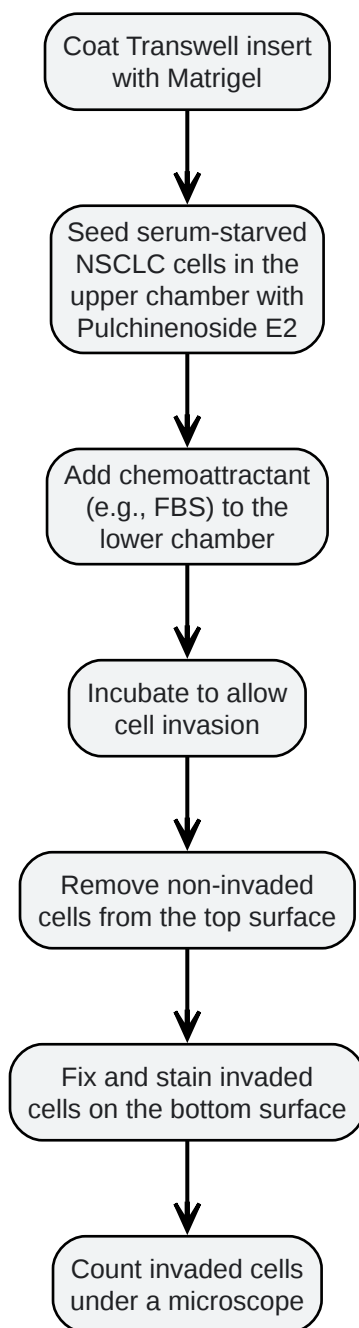 Coat Transwell insert
with Matrigel
Seed serum-starved
NSCLC cells in the
upper chamber with
Pulchinenoside E2
Add chemoattractant
(e.g., FBS) to the
lower chamber
Incubate to allow
cell invasion
Remove non-invaded
cells from the top surface
Fix and stain invaded
cells on the bottom surface
Count invaded cells
under a microscope